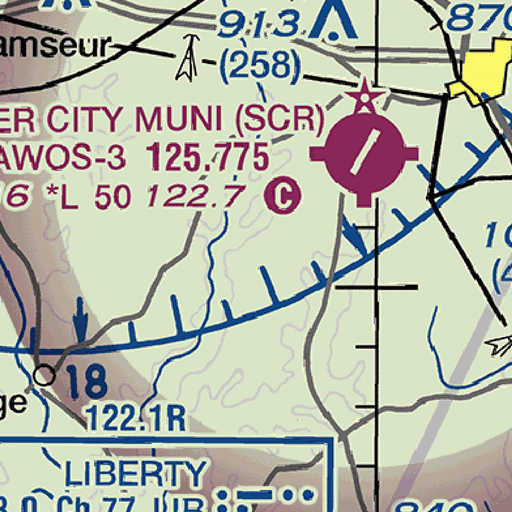 913
870
amseur
(258)
ER CITY MUNI (SCR)
AWOS-3 125.775
6 *L 50 122.7 C
18
ge
122.1R
LIBERTY
Ch 77
840